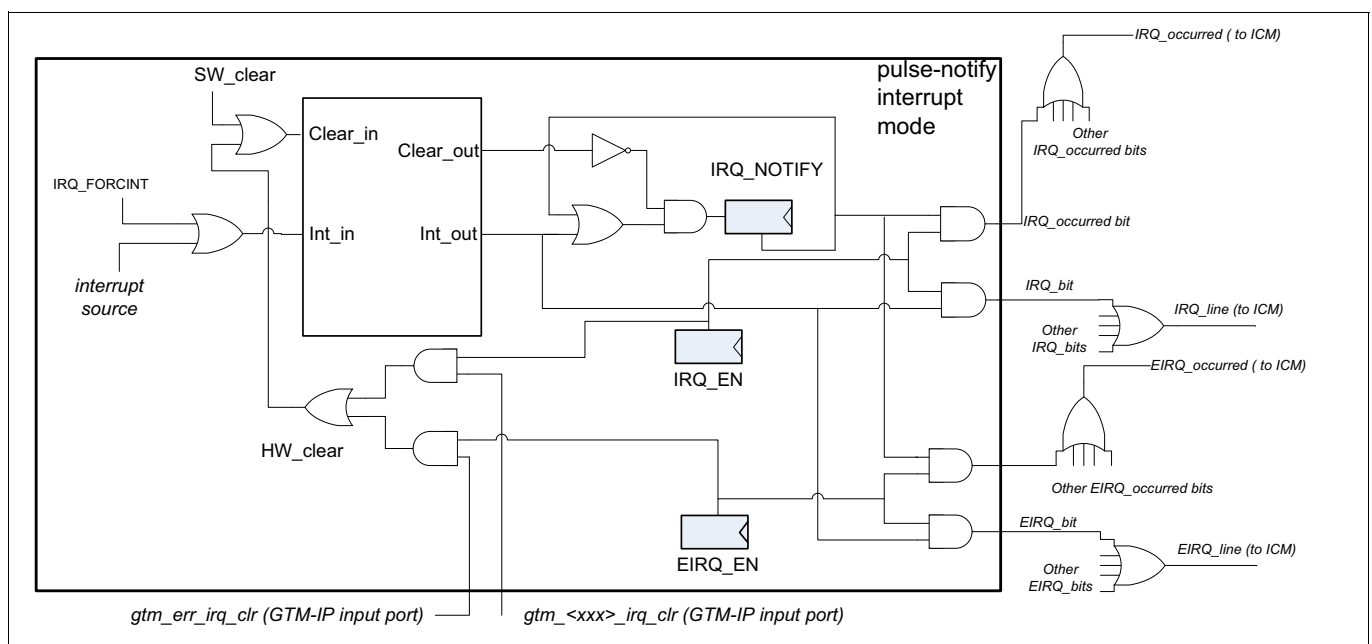 IRQ_occurred ( to ICM)
SW_clear
pulse-notify
interrupt
mode
Clear_in
Clear_out
Other
IRQ_occurred bits
IRQ_NOTIFY
IRQ_FORCINT
IRQ_occurred bit
Int_in
Int_out
interrupt
source
IRQ_bit
IRQ_line (to ICM)
Other
IRQ_bits
IRQ_EN
EIRQ_occurred ( to ICM)
HW_clear
Other EIRQ_occurred bits
EIRQ_bit
EIRQ_line (to ICM)
EIRQ_EN
Other
EIRQ_bits
gtm_err_irq_clr (GTM-IP input port)
gtm_<xxx>_irq_clr (GTM-IP input port)